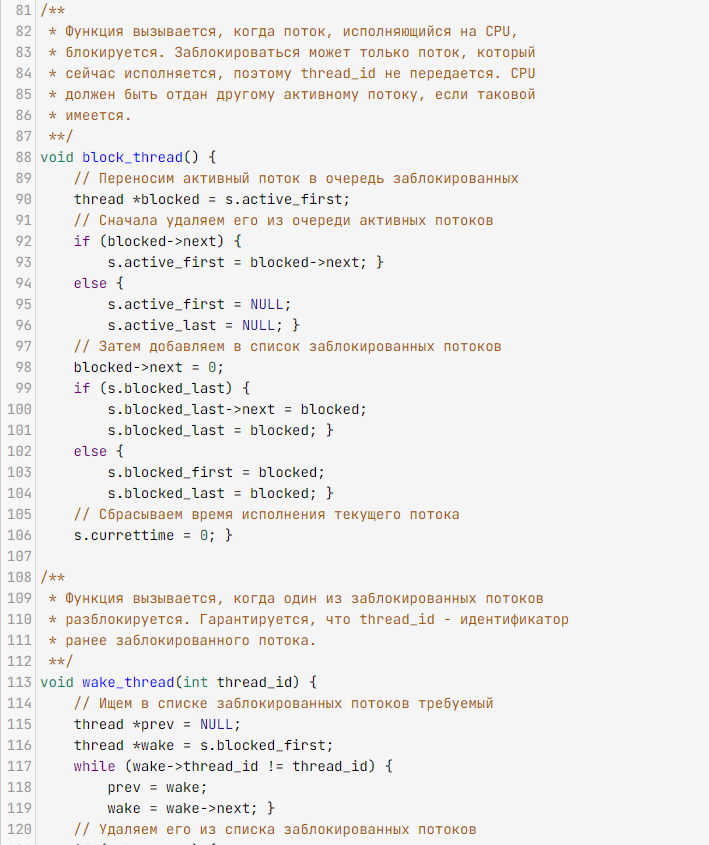 81 /**
82  * Функция вызывается, когда поток, исполняющийся на CPU,
83  * блокируется. Заблокироваться может только поток, который
84  * сейчас исполняется, поэтому thread_id не передается. CPU
85  * должен быть отдан другому активному потоку, если таковой
86  * имеется.
87  **/
88 void block_thread() {
89     // Переносим активный поток в очередь заблокированных
90     thread *blocked = s.active_first;
91     // Сначала удаляем его из очереди активных потоков
92     if (blocked->next) {
93         s.active_first = blocked->next; }
94     else {
95         s.active_first = NULL;
96         s.active_last = NULL; }
97     // Затем добавляем в список заблокированных потоков
98     blocked->next = 0;
99     if (s.blocked_last) {
100         s.blocked_last->next = blocked;
101         s.blocked_last = blocked; }
102     else {
103         s.blocked_first = blocked;
104         s.blocked_last = blocked; }
105     // Сбрасываем время исполнения текущего потока
106     s.currettime = 0; }
107
108 /**
109  * Функция вызывается, когда один из заблокированных потоков
110  * разблокируется. Гарантируется, что thread_id - идентификатор
111  * ранее заблокированного потока.
112  **/
113 void wake_thread(int thread_id) {
114     // Ищем в списке заблокированных потоков требуемый
115     thread *prev = NULL;
116     thread *wake = s.blocked_first;
117     while (wake->thread_id != thread_id) {
118         prev = wake;
119         wake = wake->next; }
120     // Удаляем его из списка заблокированных потоков